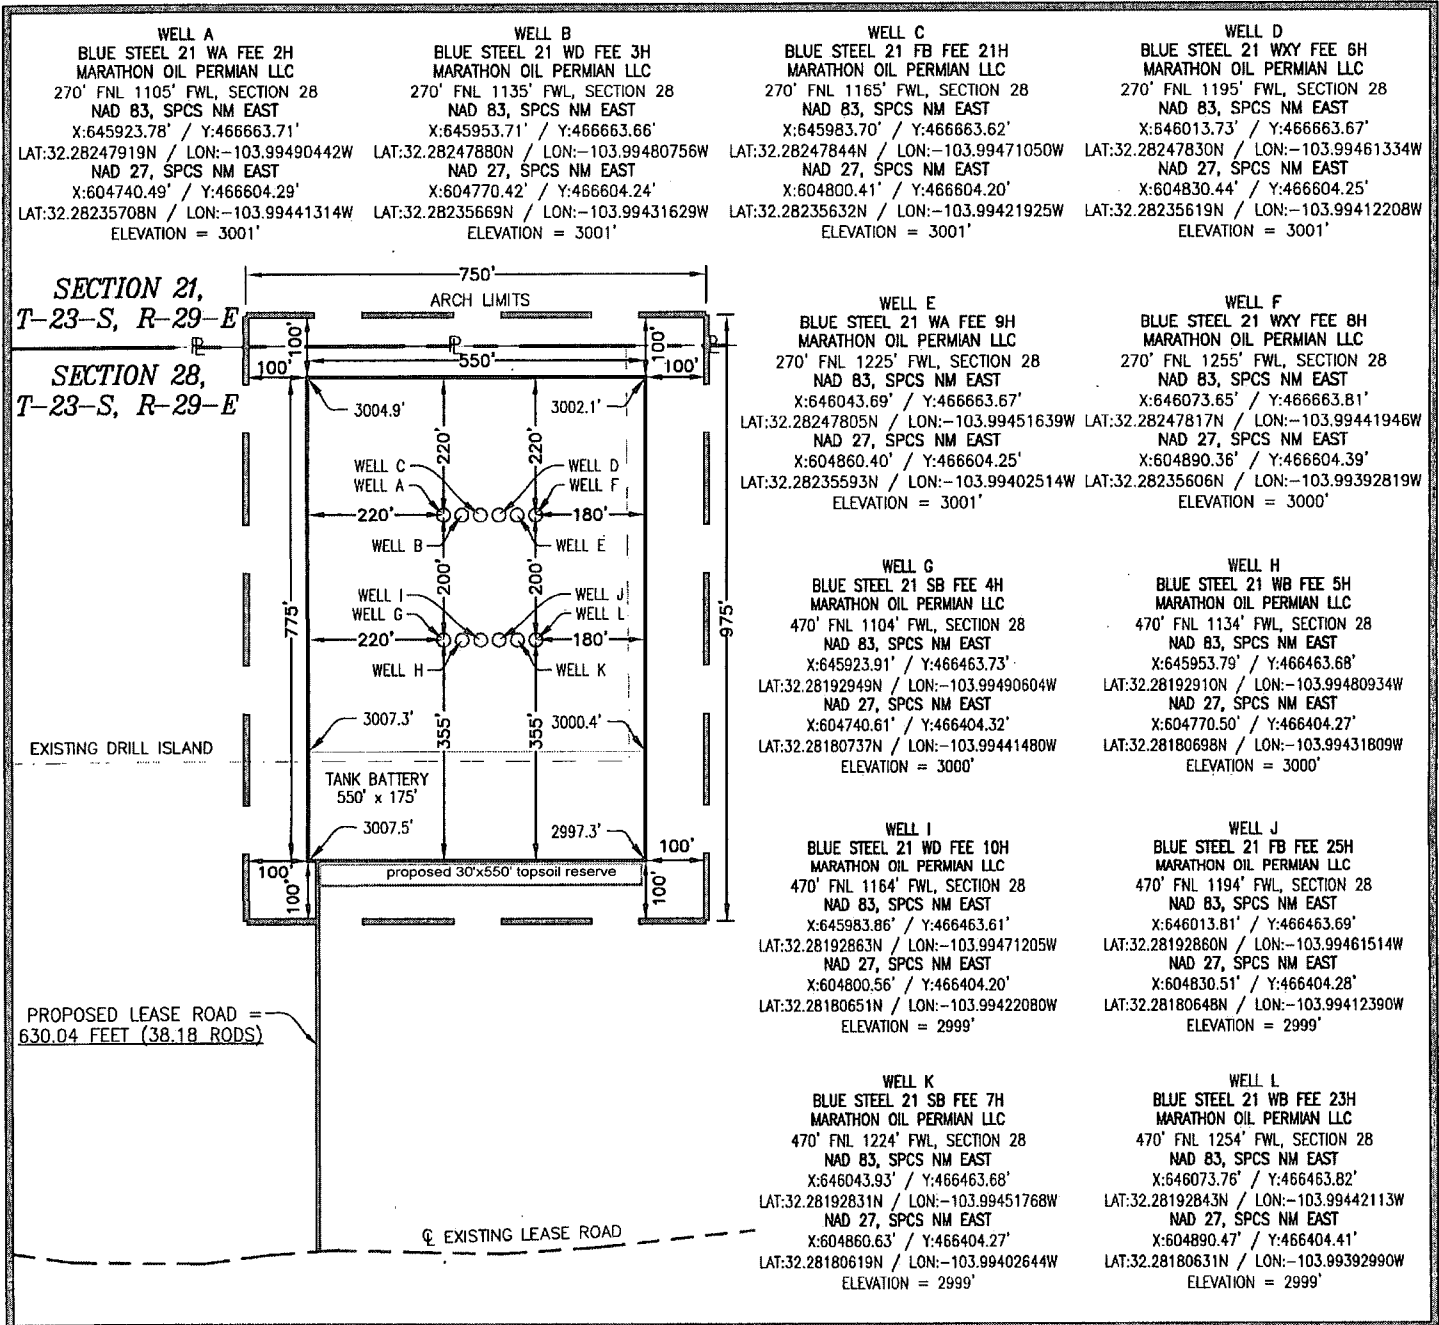 WELL A
BLUE STEEL 21 WA FEE 2H
MARATHON OIL PERMIAN LLC
270' FNL 1105' FWL, SECTION 28
NAD 83, SPCS NM EAST
X:645923.78' / Y:466663.71'
LAT:32.28247919N / LON:-103.99490442W
NAD 27, SPCS NM EAST
X:604740.49' / Y:466604.29'
LAT:32.28235708N / LON:-103.99441314W
ELEVATION = 3001'
WELL B
BLUE STEEL 21 WD FEE 3H
MARATHON OIL PERMIAN LLC
270' FNL 1135' FWL, SECTION 28
NAD 83, SPCS NM EAST
X:645953.71' / Y:466663.66'
LAT:32.28247880N / LON:-103.99480756W
NAD 27, SPCS NM EAST
X:604770.42' / Y:466604.24'
LAT:32.28235669N / LON:-103.99431629W
ELEVATION = 3001'
WELL C
BLUE STEEL 21 FB FEE 21H
MARATHON OIL PERMIAN LLC
270' FNL 1165' FWL, SECTION 28
NAD 83, SPCS NM EAST
X:645983.70' / Y:466663.62'
LAT:32.28247844N / LON:-103.99471050W
NAD 27, SPCS NM EAST
X:604800.41' / Y:466604.20'
LAT:32.28235632N / LON:-103.99421925W
ELEVATION = 3001'
WELL D
BLUE STEEL 21 WXY FEE 6H
MARATHON OIL PERMIAN LLC
270' FNL 1195' FWL, SECTION 28
NAD 83, SPCS NM EAST
X:646013.73' / Y:466663.67'
LAT:32.28247830N / LON:-103.99461334W
NAD 27, SPCS NM EAST
X:604830.44' / Y:466604.25'
LAT:32.28235619N / LON:-103.99412208W
ELEVATION = 3001'
SECTION 21,
T-23-S, R-29-E
SECTION 28,
T-23-S, R-29-E
750'
ARCH LIMITS
100'
100'
PL
PL
PL
550'
100'
100'
3004.9'
3002.1'
220'
220'
WELL C
WELL A
WELL D
WELL F
220'
180'
WELL B
WELL E
200'
200'
WELL I
WELL G
WELL J
WELL L
775'
975'
220'
180'
WELL H
WELL K
3007.3'
3000.4'
355'
355'
EXISTING DRILL ISLAND
TANK BATTERY
550' x 175'
3007.5'
2997.3'
100'
100'
proposed 30'x550' topsoil reserve
100'
100'
PROPOSED LEASE ROAD =
630.04 FEET (38.18 RODS)
CL EXISTING LEASE ROAD
WELL E
BLUE STEEL 21 WA FEE 9H
MARATHON OIL PERMIAN LLC
270' FNL 1225' FWL, SECTION 28
NAD 83, SPCS NM EAST
X:646043.69' / Y:466663.67'
LAT:32.28247805N / LON:-103.99451639W
NAD 27, SPCS NM EAST
X:604860.40' / Y:466604.25'
LAT:32.28235593N / LON:-103.99402514W
ELEVATION = 3001'
WELL F
BLUE STEEL 21 WXY FEE 8H
MARATHON OIL PERMIAN LLC
270' FNL 1255' FWL, SECTION 28
NAD 83, SPCS NM EAST
X:646073.65' / Y:466663.81'
LAT:32.28247817N / LON:-103.99441946W
NAD 27, SPCS NM EAST
X:604890.36' / Y:466604.39'
LAT:32.28235606N / LON:-103.99392819W
ELEVATION = 3000'
WELL G
BLUE STEEL 21 SB FEE 4H
MARATHON OIL PERMIAN LLC
470' FNL 1104' FWL, SECTION 28
NAD 83, SPCS NM EAST
X:645923.91' / Y:466463.73'
LAT:32.28192949N / LON:-103.99490604W
NAD 27, SPCS NM EAST
X:604740.61' / Y:466404.32'
LAT:32.28180737N / LON:-103.99441480W
ELEVATION = 3000'
WELL H
BLUE STEEL 21 WB FEE 5H
MARATHON OIL PERMIAN LLC
470' FNL 1134' FWL, SECTION 28
NAD 83, SPCS NM EAST
X:645953.79' / Y:466463.68'
LAT:32.28192910N / LON:-103.99480934W
NAD 27, SPCS NM EAST
X:604770.50' / Y:466404.27'
LAT:32.28180698N / LON:-103.99431809W
ELEVATION = 3000'
WELL I
BLUE STEEL 21 WD FEE 10H
MARATHON OIL PERMIAN LLC
470' FNL 1164' FWL, SECTION 28
NAD 83, SPCS NM EAST
X:645983.86' / Y:466463.61'
LAT:32.28192863N / LON:-103.99471205W
NAD 27, SPCS NM EAST
X:604800.56' / Y:466404.20'
LAT:32.28180651N / LON:-103.99422080W
ELEVATION = 2999'
WELL J
BLUE STEEL 21 FB FEE 25H
MARATHON OIL PERMIAN LLC
470' FNL 1194' FWL, SECTION 28
NAD 83, SPCS NM EAST
X:646013.81' / Y:466463.69'
LAT:32.28192860N / LON:-103.99461514W
NAD 27, SPCS NM EAST
X:604830.51' / Y:466404.28'
LAT:32.28180648N / LON:-103.99412390W
ELEVATION = 2999'
WELL K
BLUE STEEL 21 SB FEE 7H
MARATHON OIL PERMIAN LLC
470' FNL 1224' FWL, SECTION 28
NAD 83, SPCS NM EAST
X:646043.93' / Y:466463.68'
LAT:32.28192831N / LON:-103.99451768W
NAD 27, SPCS NM EAST
X:604860.63' / Y:466404.27'
LAT:32.28180619N / LON:-103.99402644W
ELEVATION = 2999'
WELL L
BLUE STEEL 21 WB FEE 23H
MARATHON OIL PERMIAN LLC
470' FNL 1254' FWL, SECTION 28
NAD 83, SPCS NM EAST
X:646073.76' / Y:466463.82'
LAT:32.28192843N / LON:-103.99442113W
NAD 27, SPCS NM EAST
X:604890.47' / Y:466404.41'
LAT:32.28180631N / LON:-103.99392990W
ELEVATION = 2999'